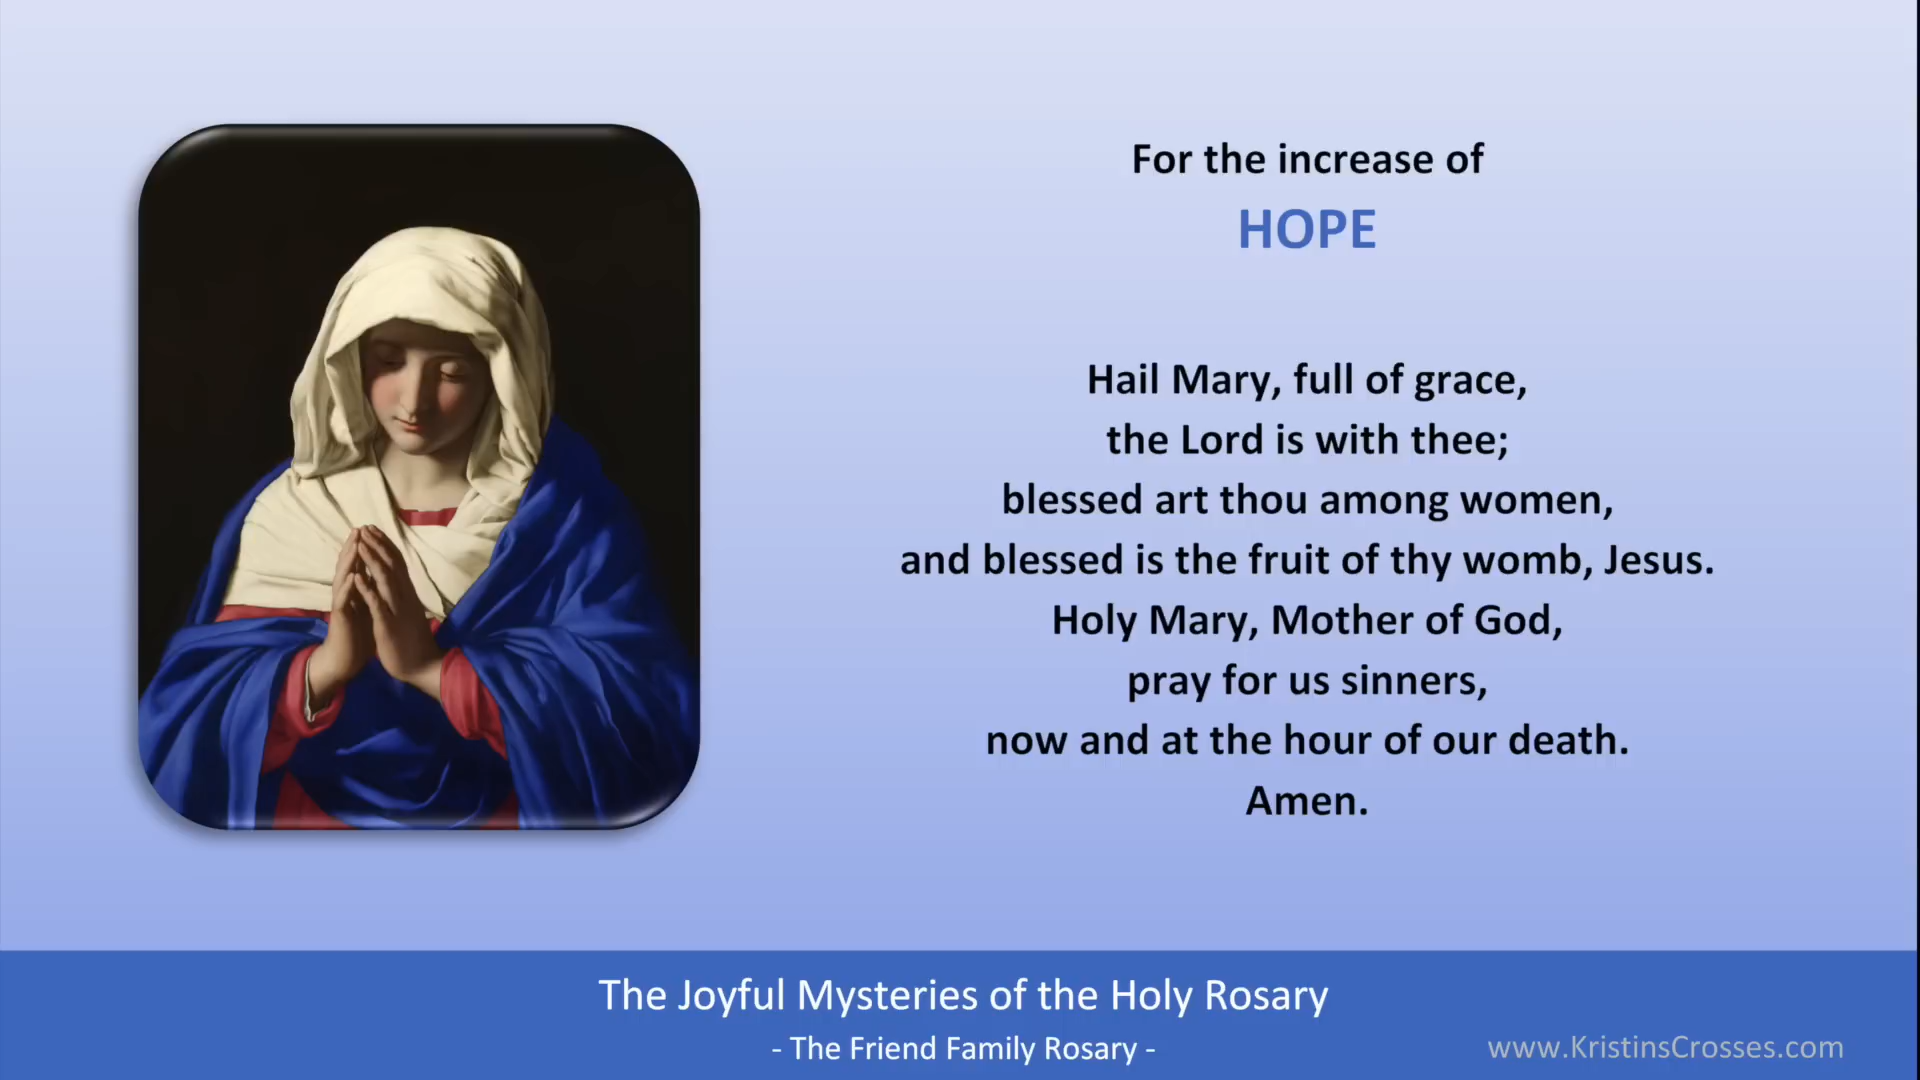 For the increase of
HOPE
Hail Mary, full of grace,
the Lord is with thee;
blessed art thou among women,
and blessed is the fruit of thy womb, Jesus.
Holy Mary, Mother of God,
pray for us sinners,
now and at the hour of our death.
Amen.
The Joyful Mysteries of the Holy Rosary
- The Friend Family Rosary -
www.KristinsCrosses.com